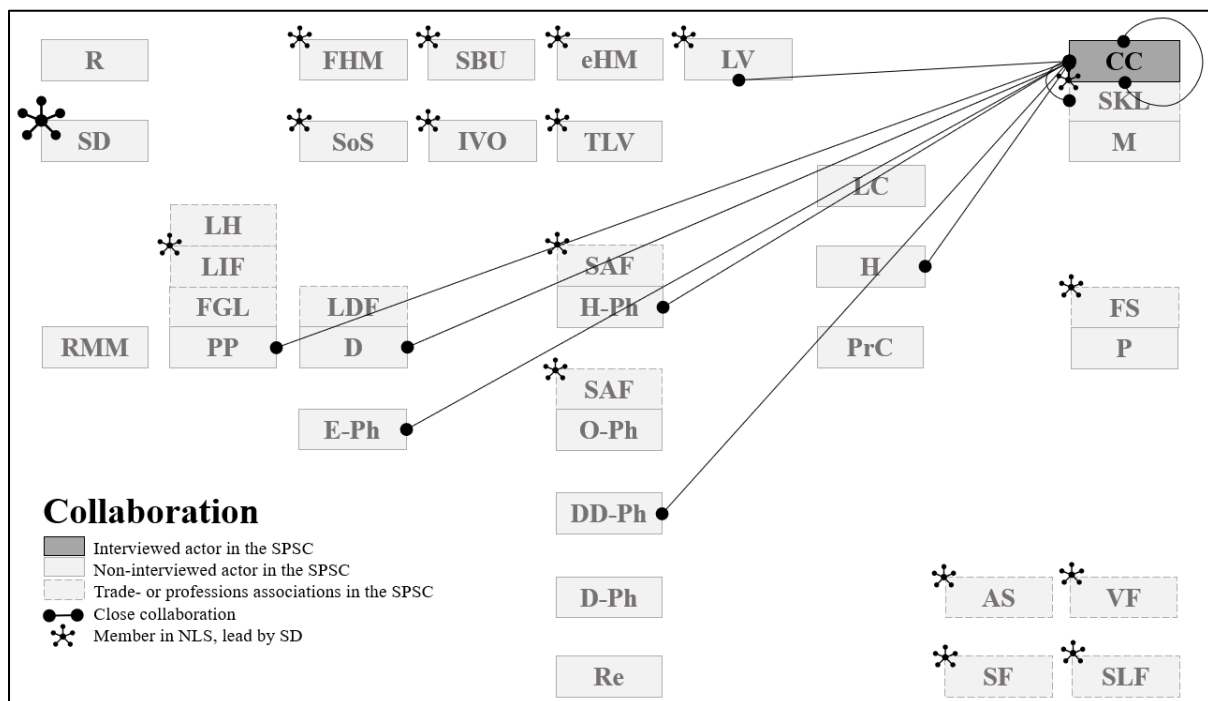 R
FHM
SBU
eHM
LV
CC
SKL
SD
SoS
IVO
TLV
M
LC
LH
LIF
SAF
H
FGL
LDF
H-Ph
FS
RMM
PP
D
PrC
P
SAF
E-Ph
O-Ph
DD-Ph
Collaboration
Interviewed actor in the SPSC
Non-interviewed actor in the SPSC
Trade- or professions associations in the SPSC
Close collaboration
Member in NLS, lead by SD
D-Ph
AS
VF
Re
SF
SLF